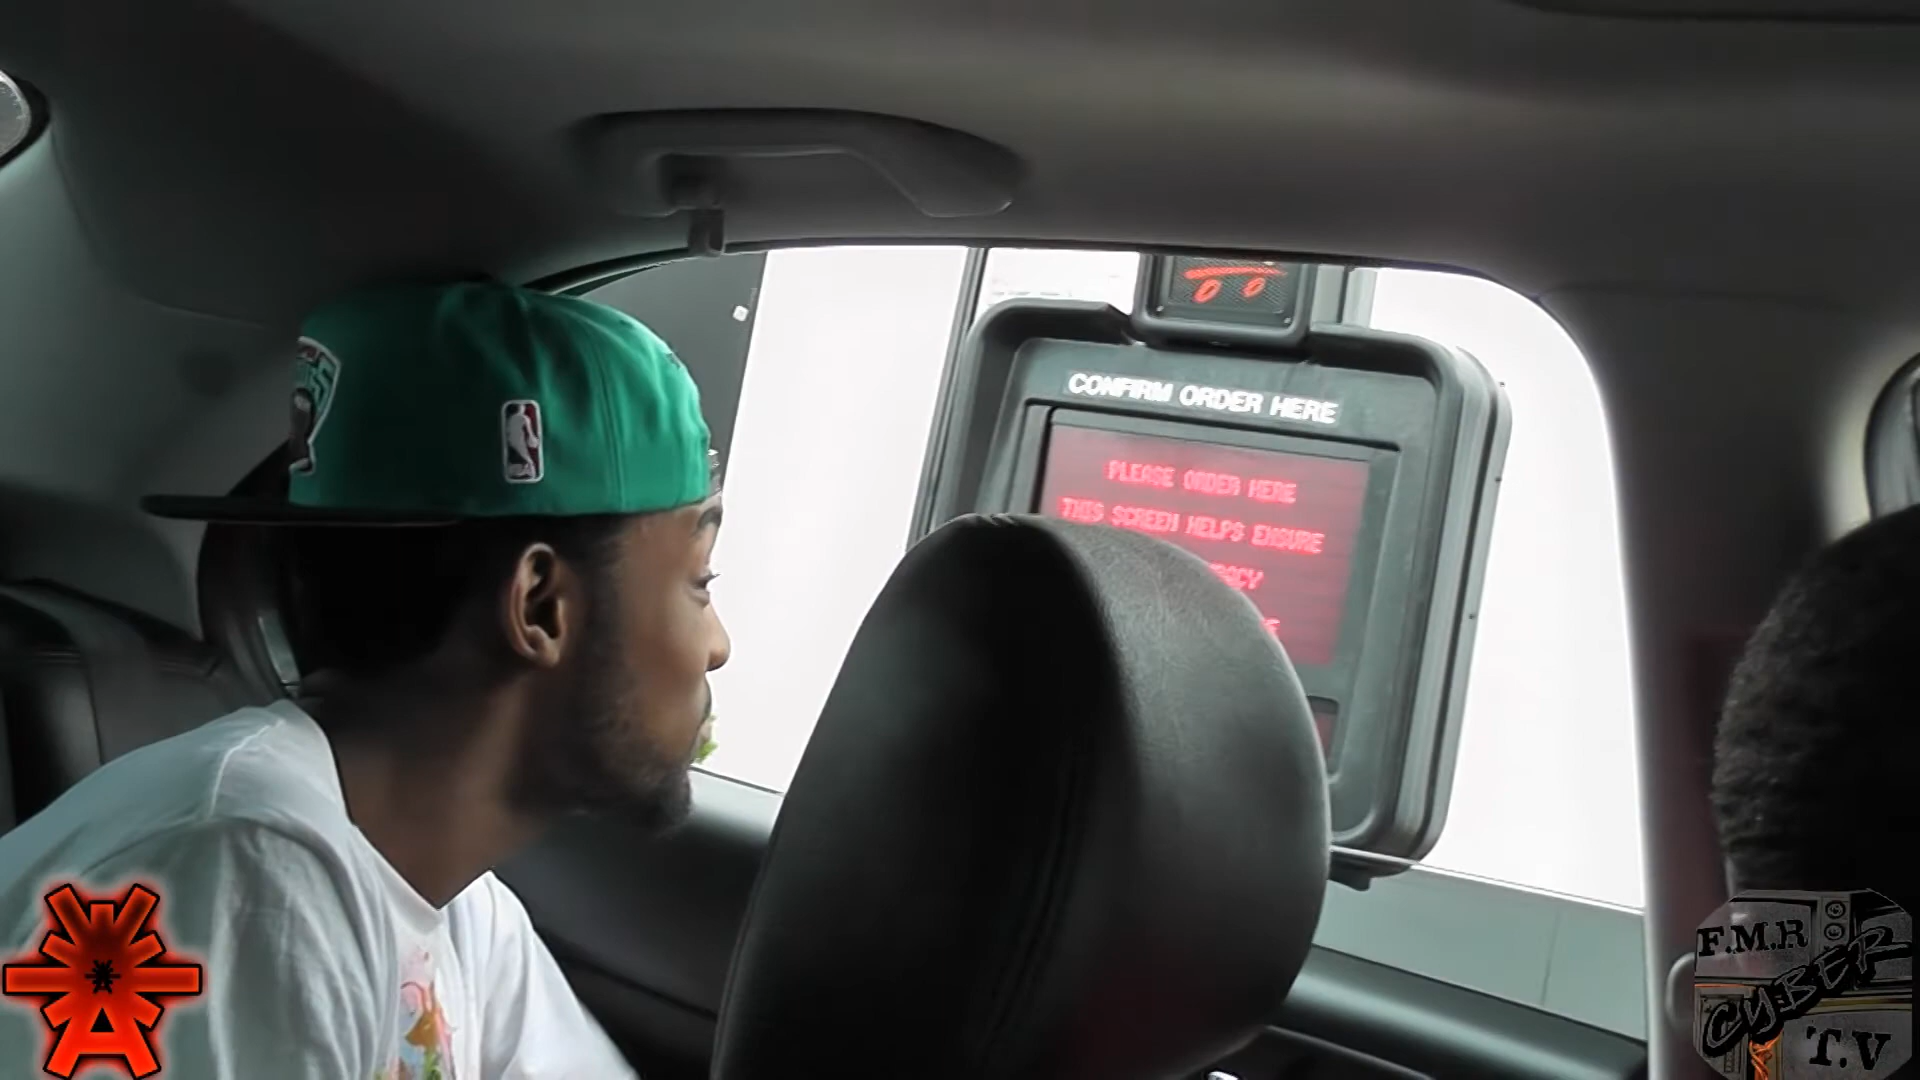 CONFIRM ORDER HERE
PLEASE ORDER HERE
THIS SCREEN HELPS ENSURE
F.M.R
CYBER
T.V